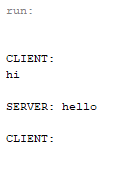 run:
CLIENT:
hi
SERVER: hello
CLIENT: